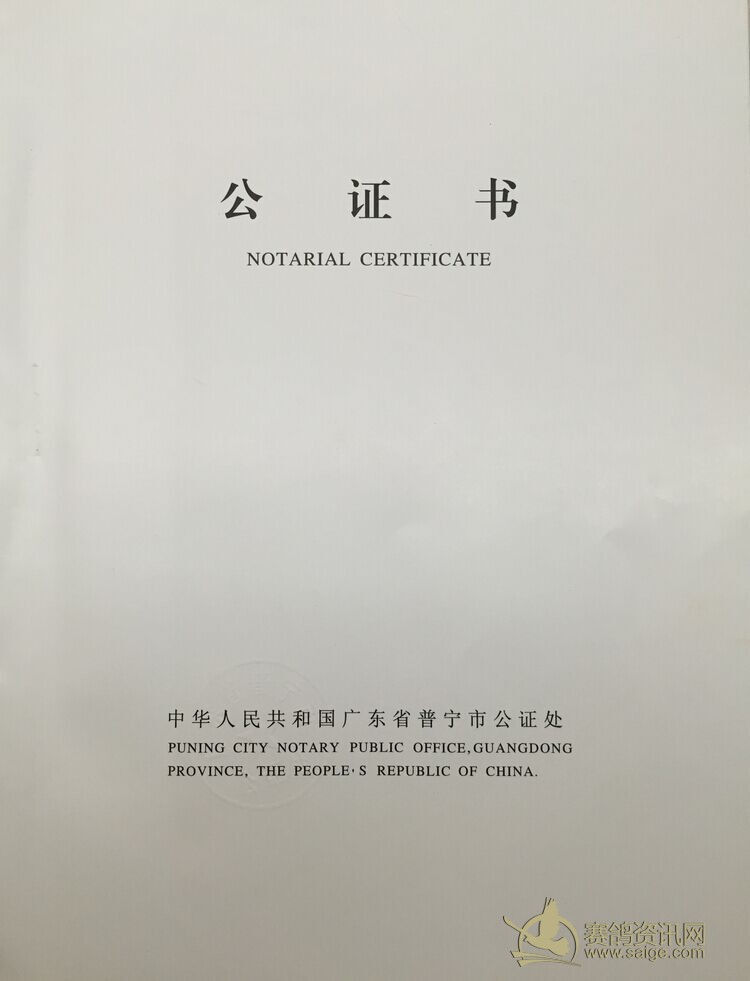 公证书
NOTARIAL CERTIFICATE
中华人民共和国广东省普宁市公证处
PUNING CITY NOTARY PUBLIC OFFICE,GUANGDONG
PROVINCE, THE PEOPLE'S REPUBLIC OF CHINA.
赛鸽资讯网
www.saige.com